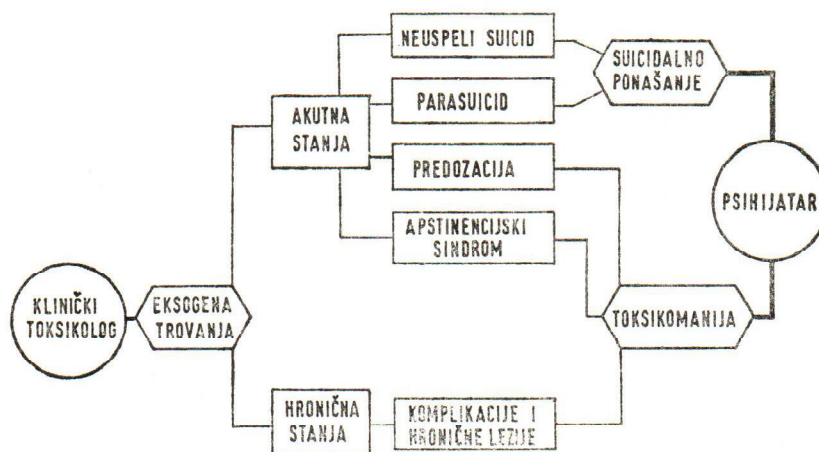 NEUSPELI SUICID
SUICIDALNO
PONAŠANJE
AKUTNA
STANJA
PARASUICID
PREDOZACIJA
PSIHIJATAR
APSTINENCIJSKI
SINDROM
KLINIČKI
TOKSIKOLOG
EKSOGENA
TROVANJA
TOKSIKOMANIJA
HRONIČNA
STANJA
KOMPLIKACIJE I
HRONIČNE LEZIJE